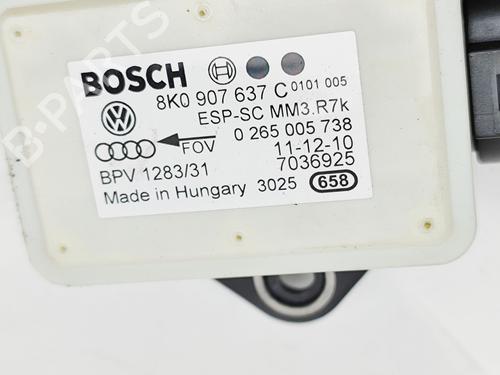 BOSCH
8K0 907 637 C 0101 005
ESP-SC MM3.R7k
FOV 0 265 005 738
11-12-10
BPV 1283/31 7036925
Made in Hungary 3025 658
B-PARTS